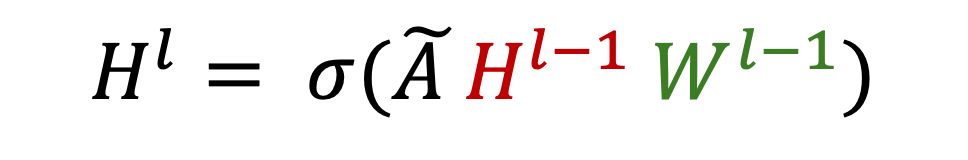 H^l = σ(Ã H^{l−1} W^{l−1})